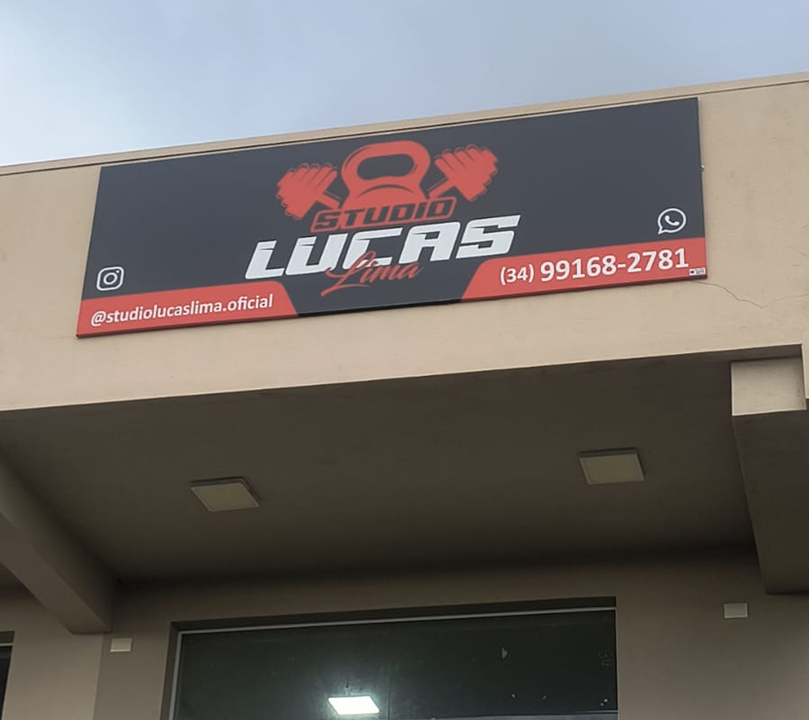 STUDIO
LUCAS
Lima
@studiolucaslima.oficial
(34) 99168-2781